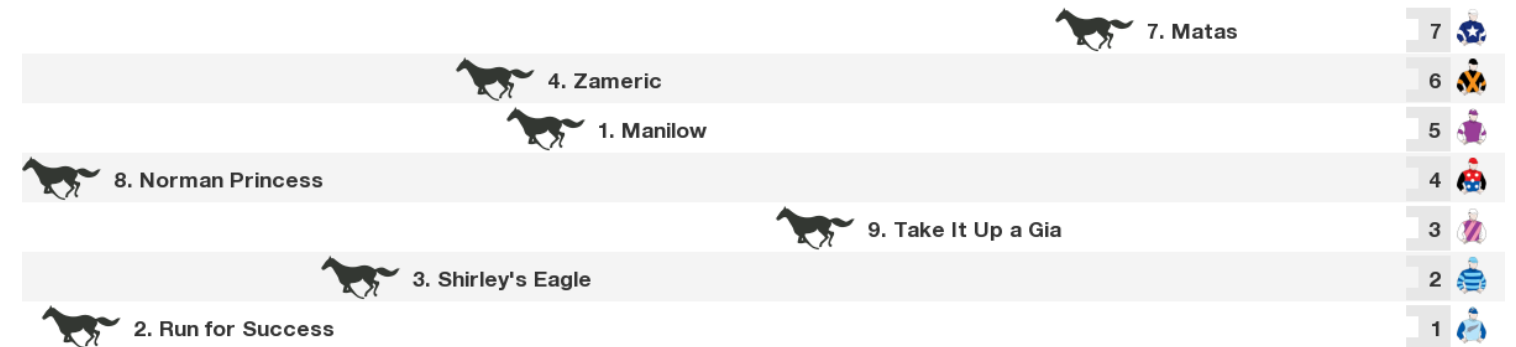 7. Matas 7
4. Zameric 6
1. Manilow 5
8. Norman Princess 4
9. Take It Up a Gia 3
3. Shirley's Eagle 2
2. Run for Success 1